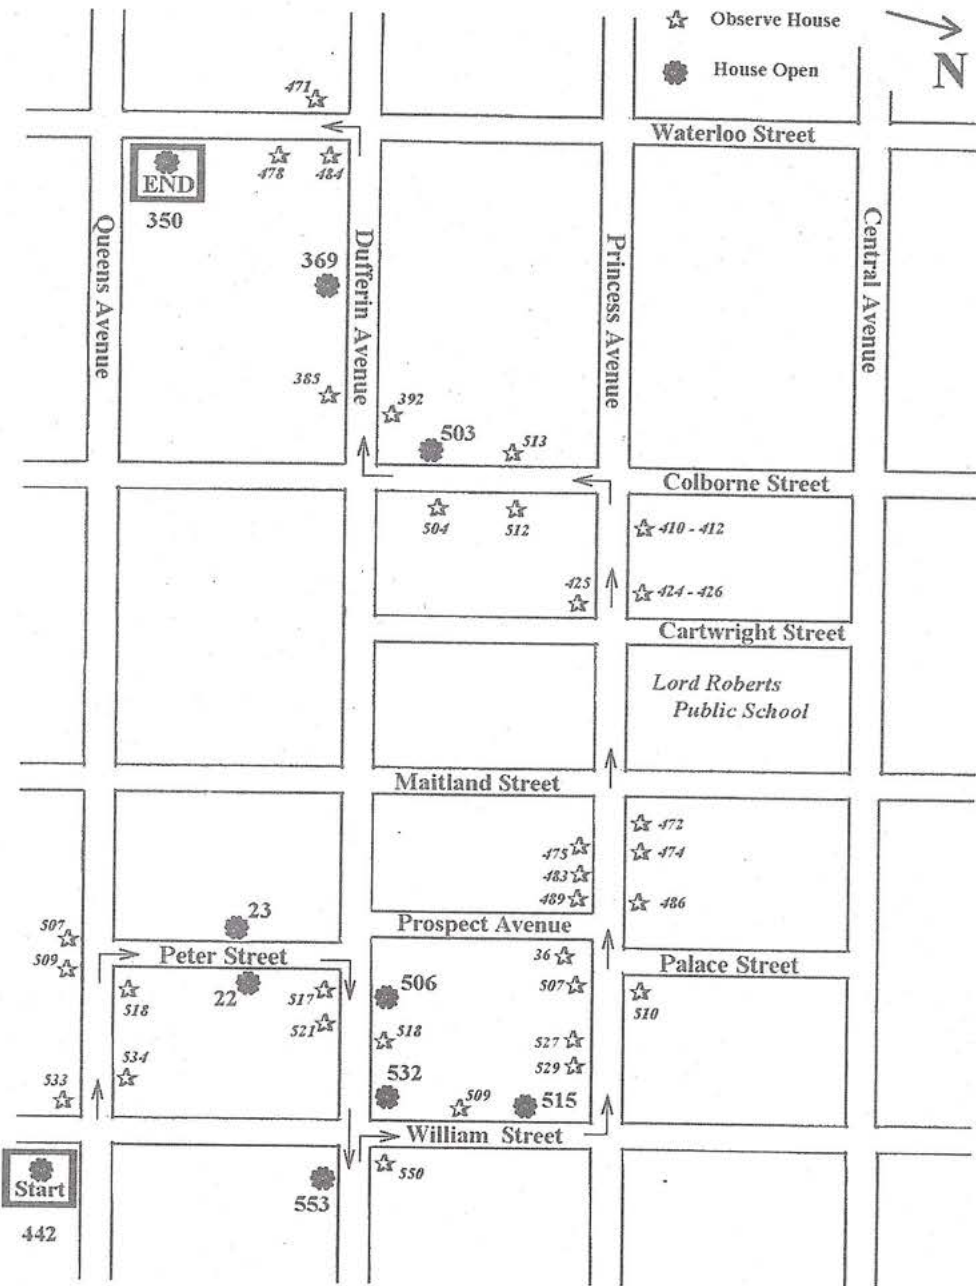 Observe House
House Open
N
471
Waterloo Street
END
350
478
484
Queens Avenue
Dufferin Avenue
Princess Avenue
Central Avenue
369
385
392
503
513
Colborne Street
504
512
410 - 412
425
424 - 426
Cartwright Street
Lord Roberts
Public School
Maitland Street
472
475
474
483
489
486
23
507
Prospect Avenue
509
Peter Street
36
Palace Street
518
22
517
506
507
510
521
518
527
534
529
533
532
509
515
William Street
Start
442
553
550